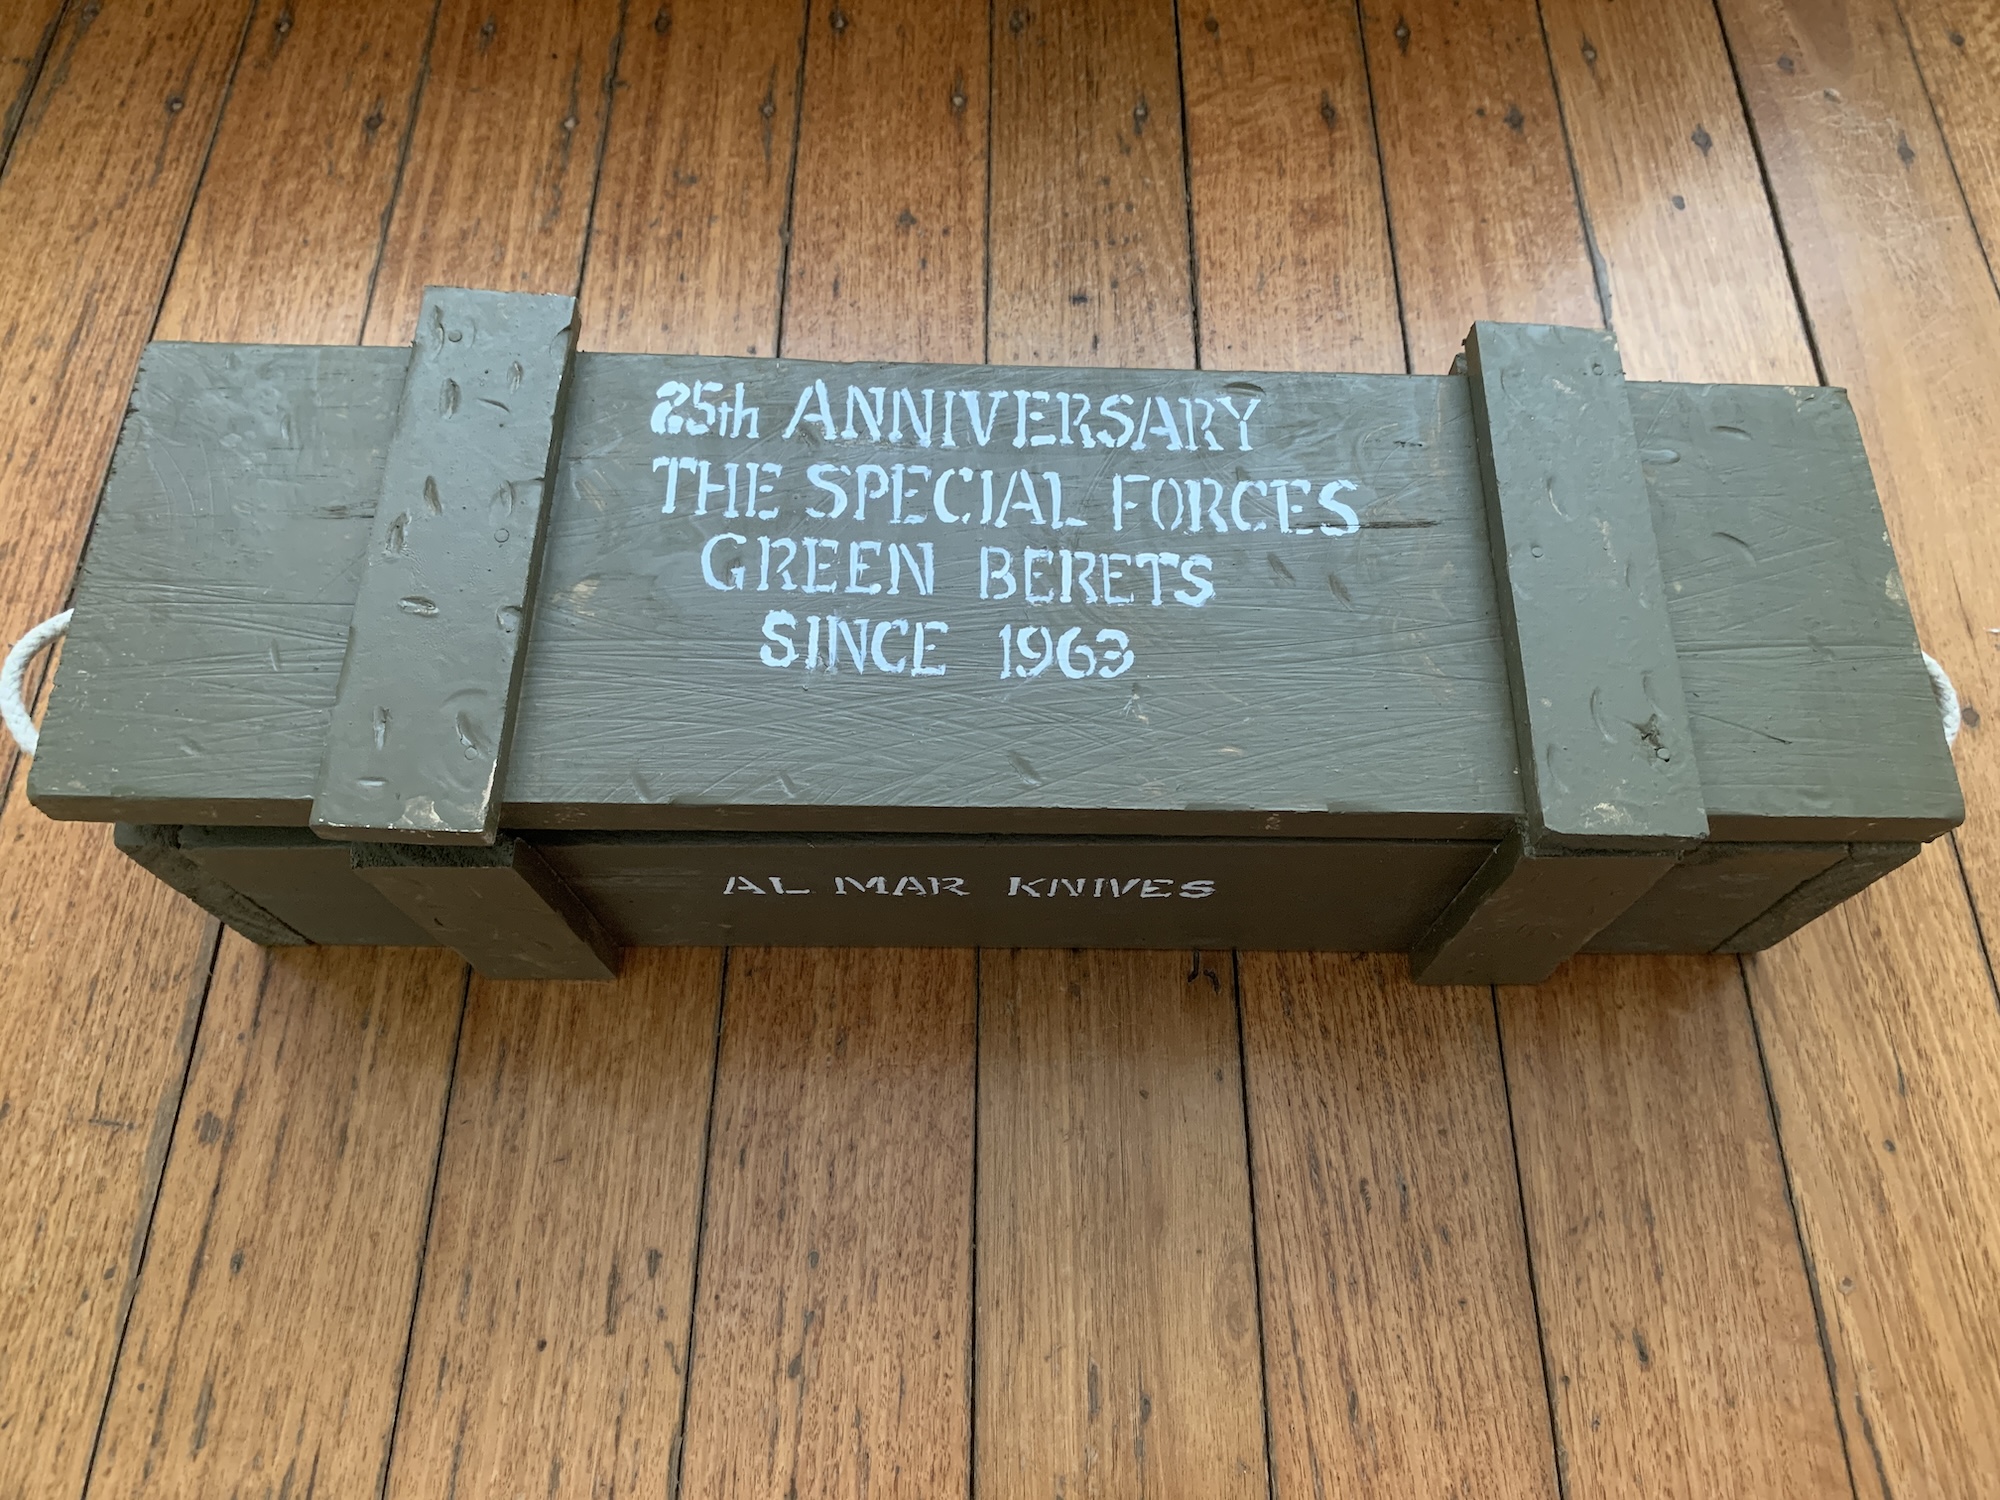 25th ANNIVERSARY
THE SPECIAL FORCES
GREEN BERETS
SINCE 1963
AL MAR KNIVES